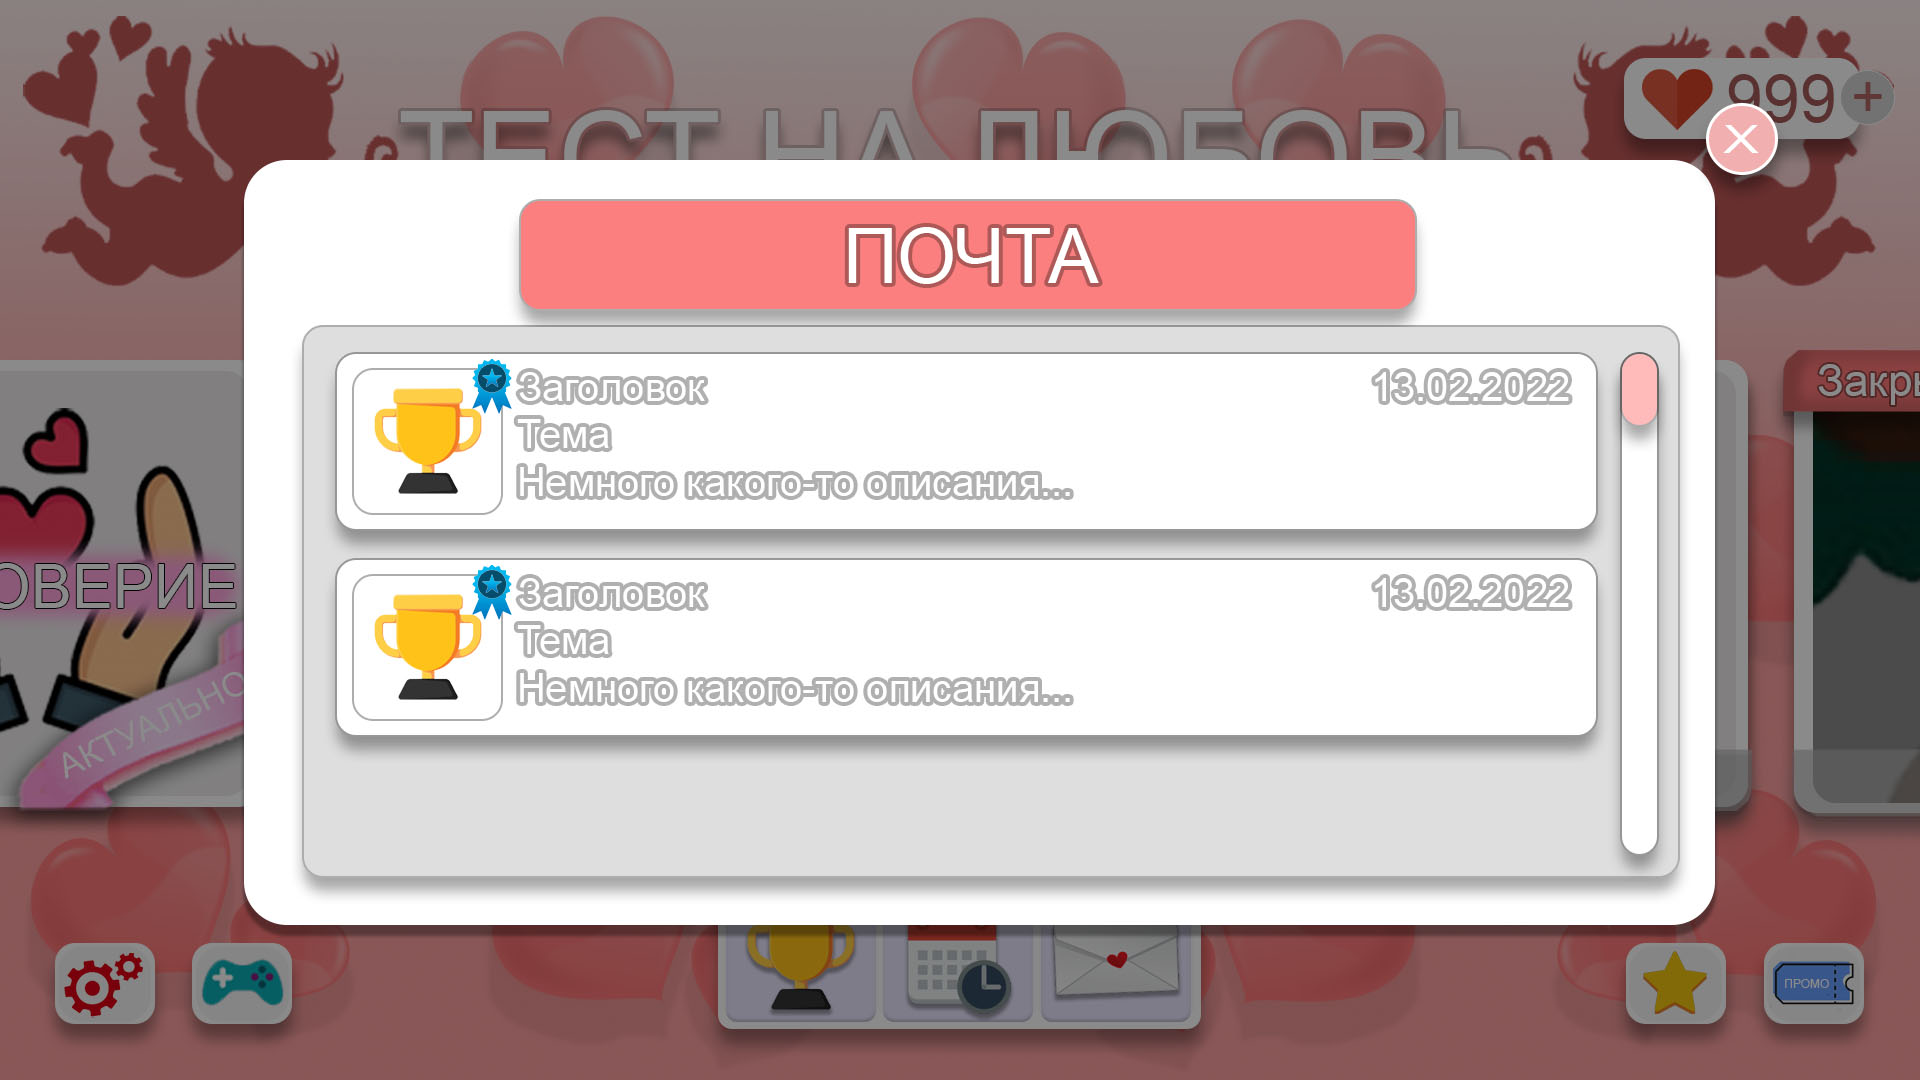 ТЕСТ НА ЛЮБОВЬ
999
ПОЧТА
Заголовок
13.02.2022
Тема
Немного какого-то описания...
Заголовок
13.02.2022
Тема
Немного какого-то описания...
ОВЕРИЕ
АКТУАЛЬНО
Закры
ПРОМО